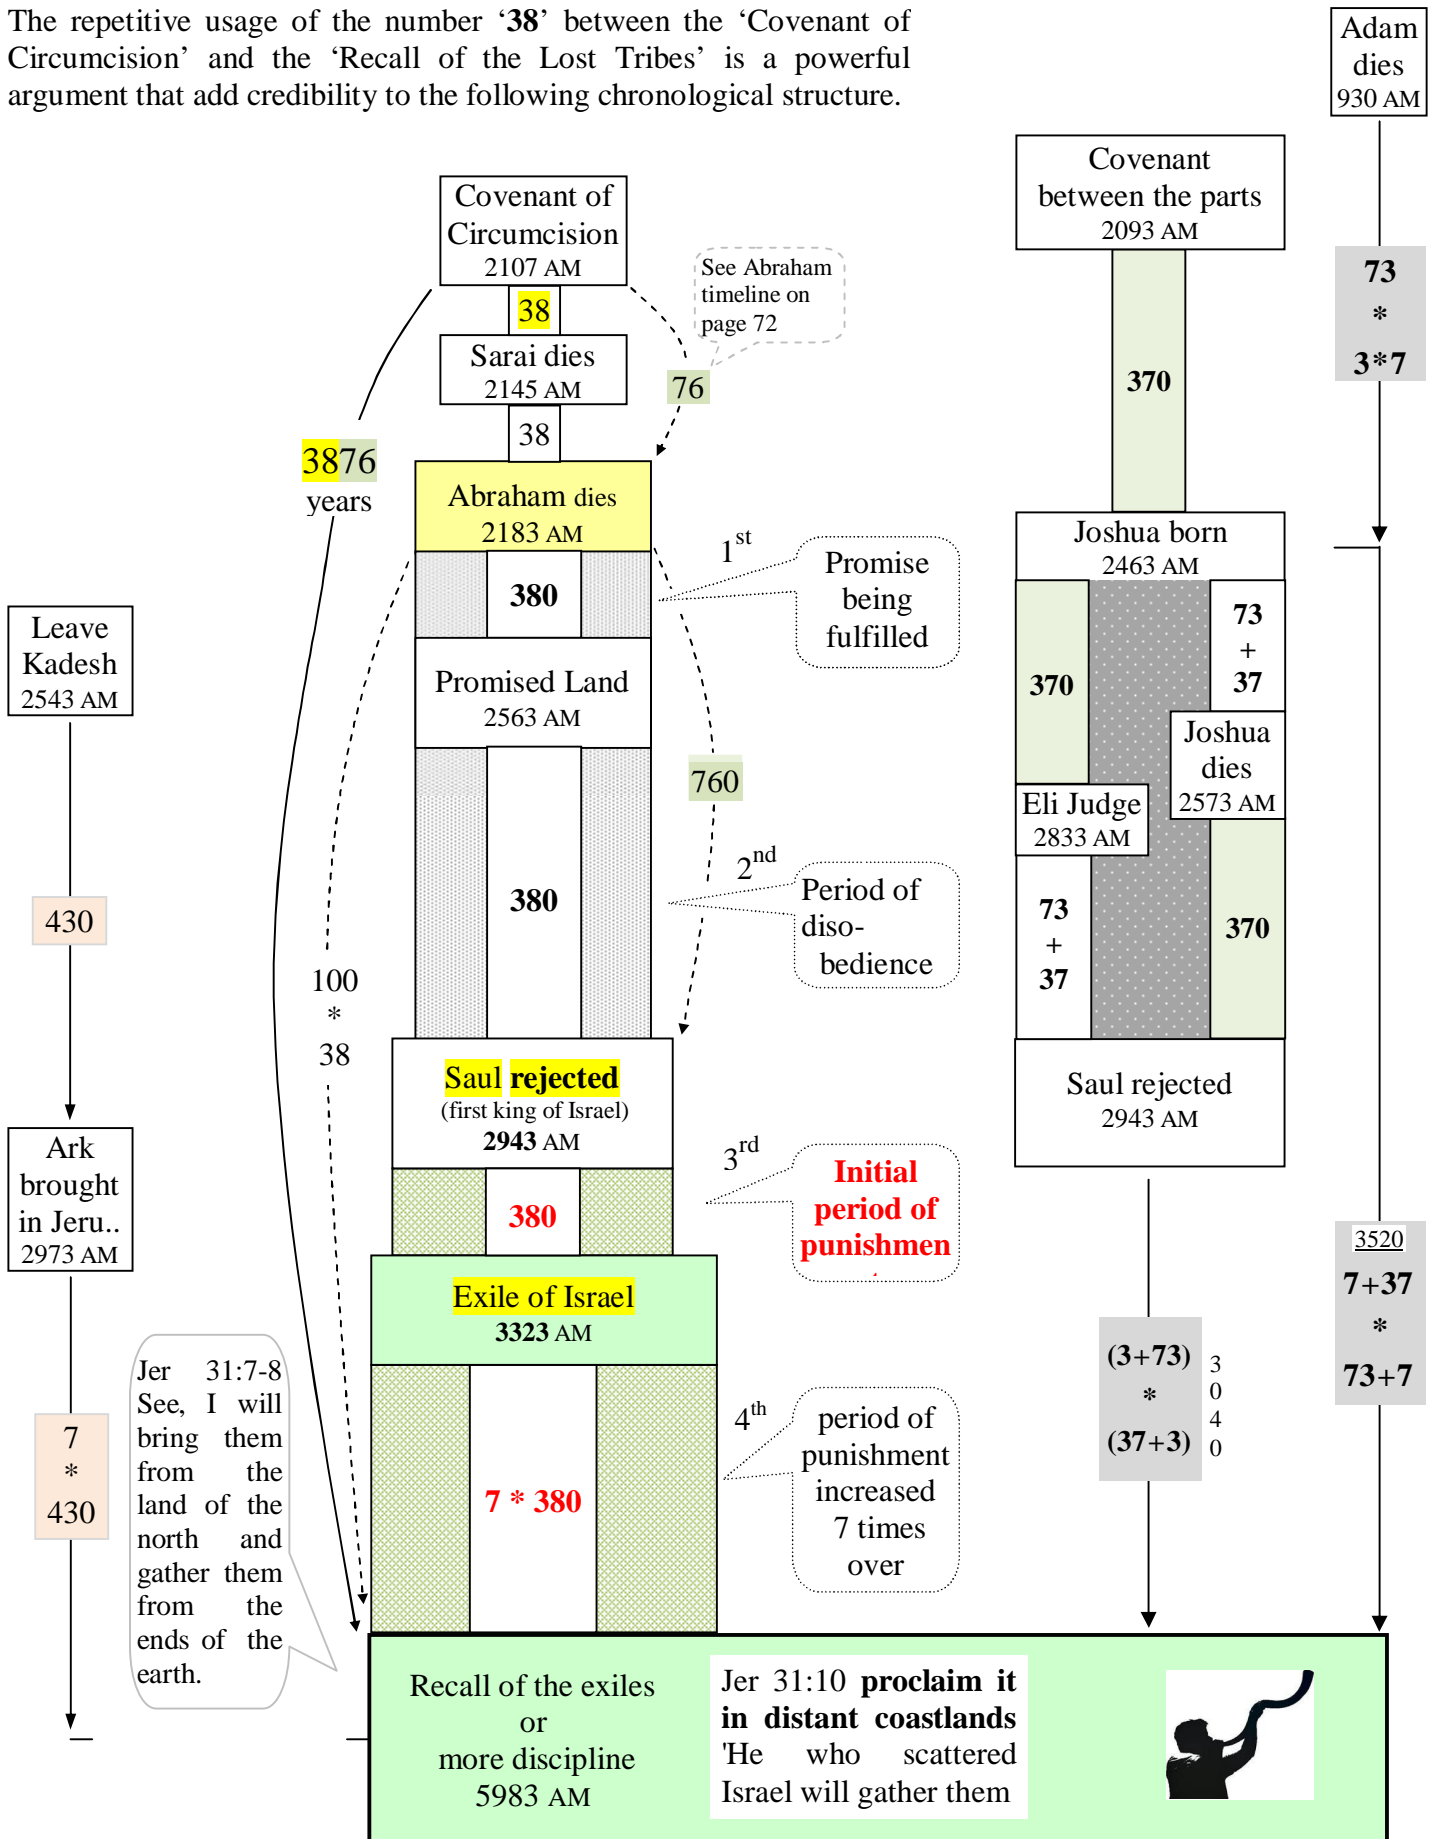 The repetitive usage of the number ‘38’ between the ‘Covenant of
Circumcision’ and the ‘Recall of the Lost Tribes’ is a powerful
argument that add credibility to the following chronological structure.
Adam
dies
930 AM
73
*
3*7
3520
7+37
*
73+7
Covenant
between the parts
2093 AM
370
Joshua born
2463 AM
370
73
+
37
Joshua
dies
2573 AM
Eli Judge
2833 AM
73
+
37
370
Saul rejected
2943 AM
(3+73)
*
(37+3)
3
0
4
0
Covenant of
Circumcision
2107 AM
38
See Abraham
timeline on
page 72
Sarai dies
2145 AM
76
38
3876
years
Abraham dies
2183 AM
1st
Promise
being
fulfilled
380
Promised Land
2563 AM
760
2nd
Period of
diso-
bedience
380
100
*
38
Saul rejected
(first king of Israel)
2943 AM
3rd
Initial
period of
punishmen
380
Exile of Israel
3323 AM
4th
period of
punishment
increased
7 times
over
7 * 380
Leave
Kadesh
2543 AM
430
Ark
brought
in Jeru..
2973 AM
7
*
430
Jer 31:7-8
See, I will
bring them
from the
land of the
north and
gather them
from the
ends of the
earth.
Recall of the exiles
or
more discipline
5983 AM
Jer 31:10 proclaim it
in distant coastlands
'He who scattered
Israel will gather them